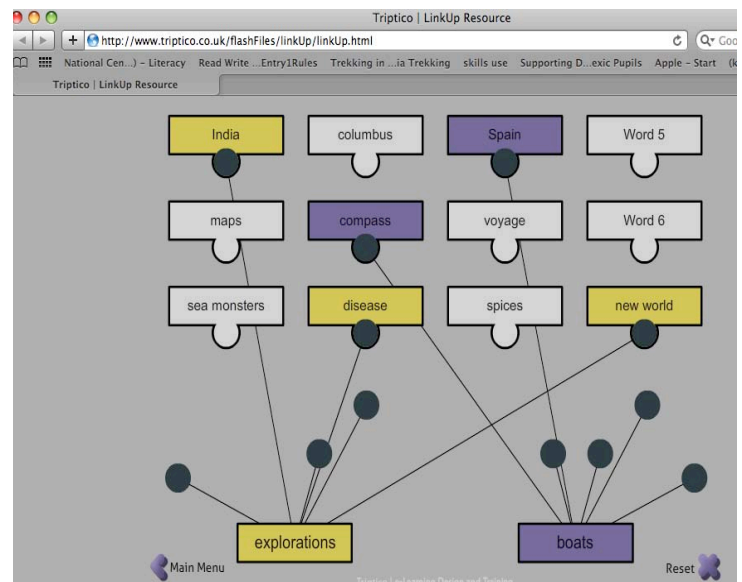 Triptico | LinkUp Resource
http://www.triptico.co.uk/flashFiles/linkUp/linkUp.html
National Cen...) – Literacy Read Write ...Entry1Rules Trekking in ...ia Trekking skills use Supporting D...exic Pupils Apple – Start
Triptico | LinkUp Resource
India columbus Spain Word 5
maps compass voyage Word 6
sea monsters disease spices new world
explorations boats
Main Menu Reset